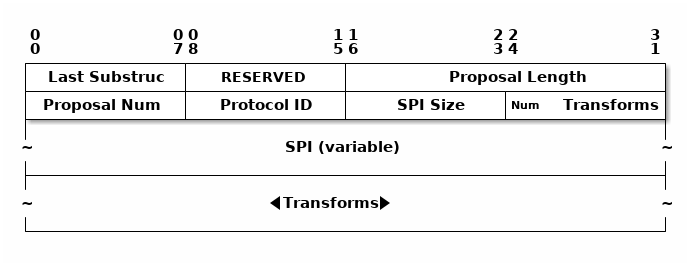 0 0 0 1 1 2 2 3
0 7 8 5 6 3 4 1
Last Substruc RESERVED Proposal Length
Proposal Num Protocol ID SPI Size Num Transforms
~ SPI (variable) ~
~ ◀Transforms▶ ~